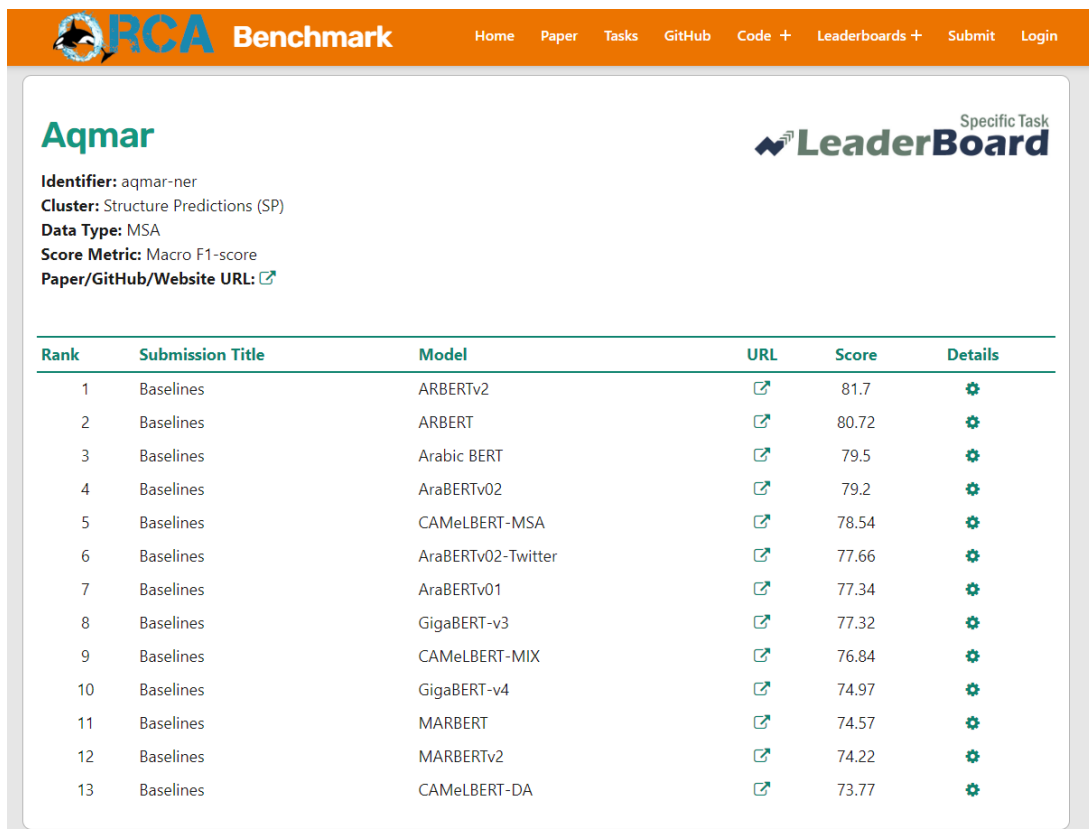 ORCA Benchmark Home Paper Tasks GitHub Code + Leaderboards + Submit Login
Aqmar
Specific Task
LeaderBoard
Identifier: aqmar-ner
Cluster: Structure Predictions (SP)
Data Type: MSA
Score Metric: Macro F1-score
Paper/GitHub/Website URL:
Rank Submission Title Model URL Score Details
1 Baselines ARBERTv2 81.7
2 Baselines ARBERT 80.72
3 Baselines Arabic BERT 79.5
4 Baselines AraBERTv02 79.2
5 Baselines CAMeLBERT-MSA 78.54
6 Baselines AraBERTv02-Twitter 77.66
7 Baselines AraBERTv01 77.34
8 Baselines GigaBERT-v3 77.32
9 Baselines CAMeLBERT-MIX 76.84
10 Baselines GigaBERT-v4 74.97
11 Baselines MARBERT 74.57
12 Baselines MARBERTv2 74.22
13 Baselines CAMeLBERT-DA 73.77